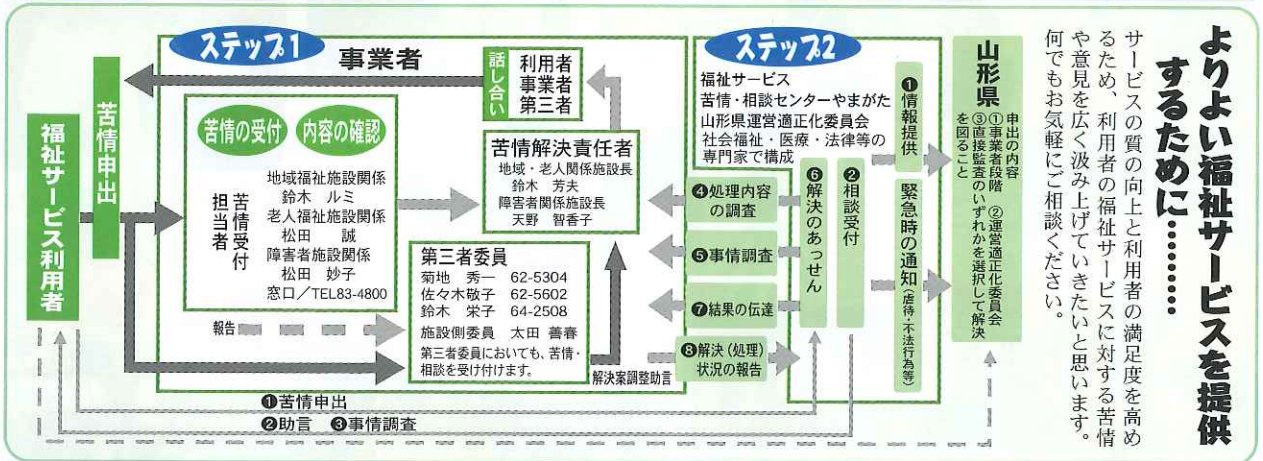 よりよい福祉サービスを提供
するために………
サービスの質の向上と利用者の満足度を高め
るため、利用者の福祉サービスに対する苦情
や意見を広く汲み上げていきたいと思います。
何でもお気軽にご相談ください。
福祉サービス利用者
苦情申出
ステップ1
事業者
苦情の受付
内容の確認
苦情受付
担当者
地域福祉施設関係
鈴木 ルミ
老人福祉施設関係
松田 誠
障害者施設関係
松田 妙子
窓口／TEL83-4800
話し合い
利用者
事業者
第三者
苦情解決責任者
地域・老人関係施設長
鈴木 芳夫
障害者関係施設長
天野 智香子
報告
第三者委員
菊地 秀一 62-5304
佐々木敬子 62-5602
鈴木 栄子 64-2508
施設側委員 太田 善春
第三者委員においても、苦情・
相談を受け付けます。
解決案調整助言
ステップ2
福祉サービス
苦情・相談センターやまがた
山形県運営適正化委員会
社会福祉・医療・法律等の
専門家で構成
❹処理内容
の調査
❺事情調査
❼結果の伝達
❽解決（処理）
状況の報告
❻解決のあっせん
❷相談受付
❶情報提供
緊急時の通知（虐待・不法行為等）
山形県
申出の内容
①事業者段階 ②運営適正化委員会
③直接監査のいずれかを選択して解決
を図ること
❶苦情申出
❷助言 ❸事情調査